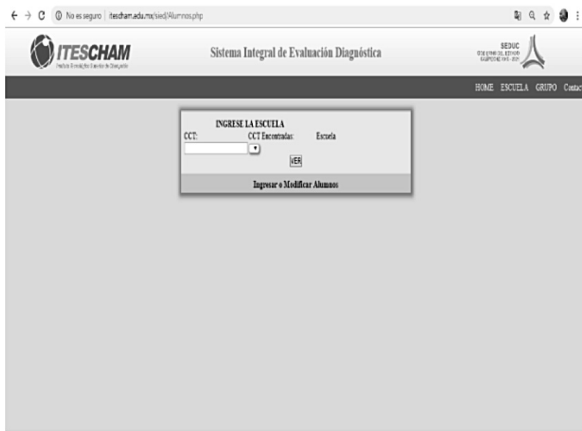 No es seguro | itescham.edu.mx/sied/Alumnos.php
ITESCHAM
Sistema Integral de Evaluación Diagnóstica
SEDUC
HOME ESCUELA GRUPO Contac
INGRESE LA ESCUELA
CCT: CCT Encontradas: Escuela
VER
Ingresar o Modificar Alumnos